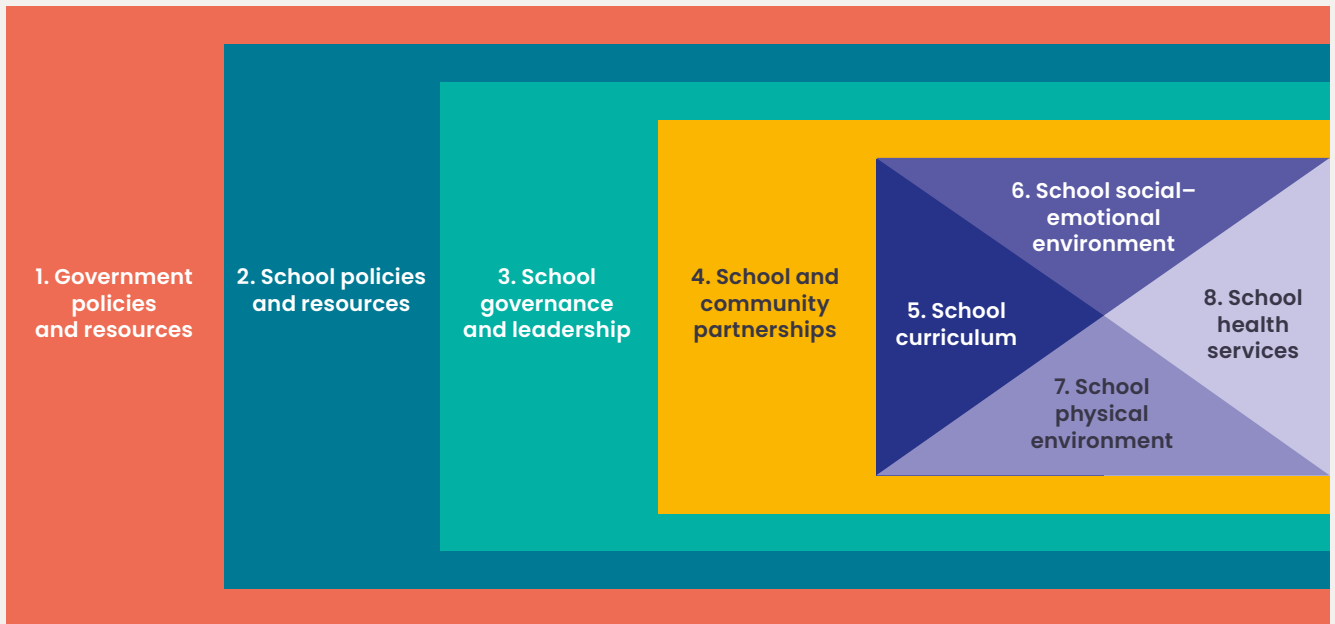 1. Government
policies
and resources
2. School policies
and resources
3. School
governance
and leadership
4. School and
community
partnerships
5. School
curriculum
6. School social–
emotional
environment
7. School
physical
environment
8. School
health
services